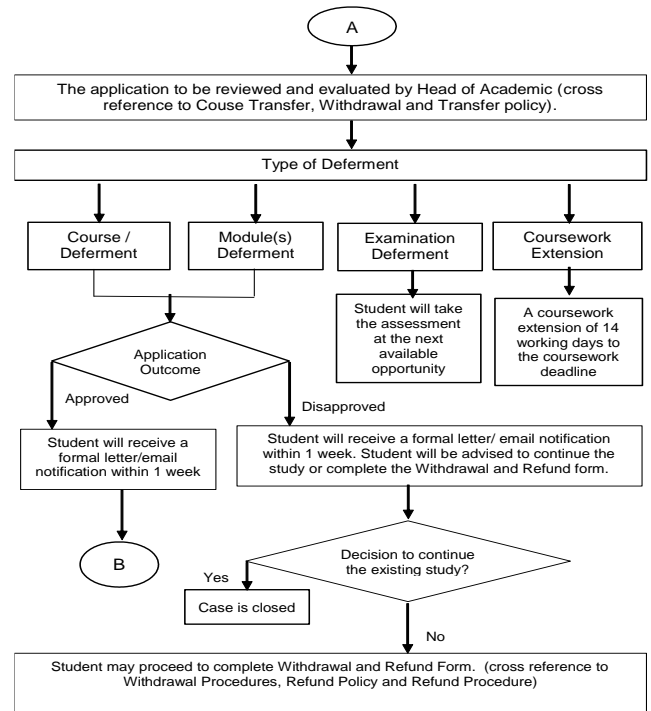 A
The application to be reviewed and evaluated by Head of Academic (cross
reference to Couse Transfer, Withdrawal and Transfer policy).
Type of Deferment
Course /
Deferment
Module(s)
Deferment
Examination
Deferment
Coursework
Extension
Student will take
the assessment
at the next
available
opportunity
A coursework
extension of 14
working days to
the coursework
deadline
Application
Outcome
Approved
Disapproved
Student will receive a
formal letter/email
notification within 1 week
Student will receive a formal letter/ email notification
within 1 week. Student will be advised to continue the
study or complete the Withdrawal and Refund form.
B
Decision to continue
the existing study?
Yes
Case is closed
No
Student may proceed to complete Withdrawal and Refund Form. (cross reference to
Withdrawal Procedures, Refund Policy and Refund Procedure)